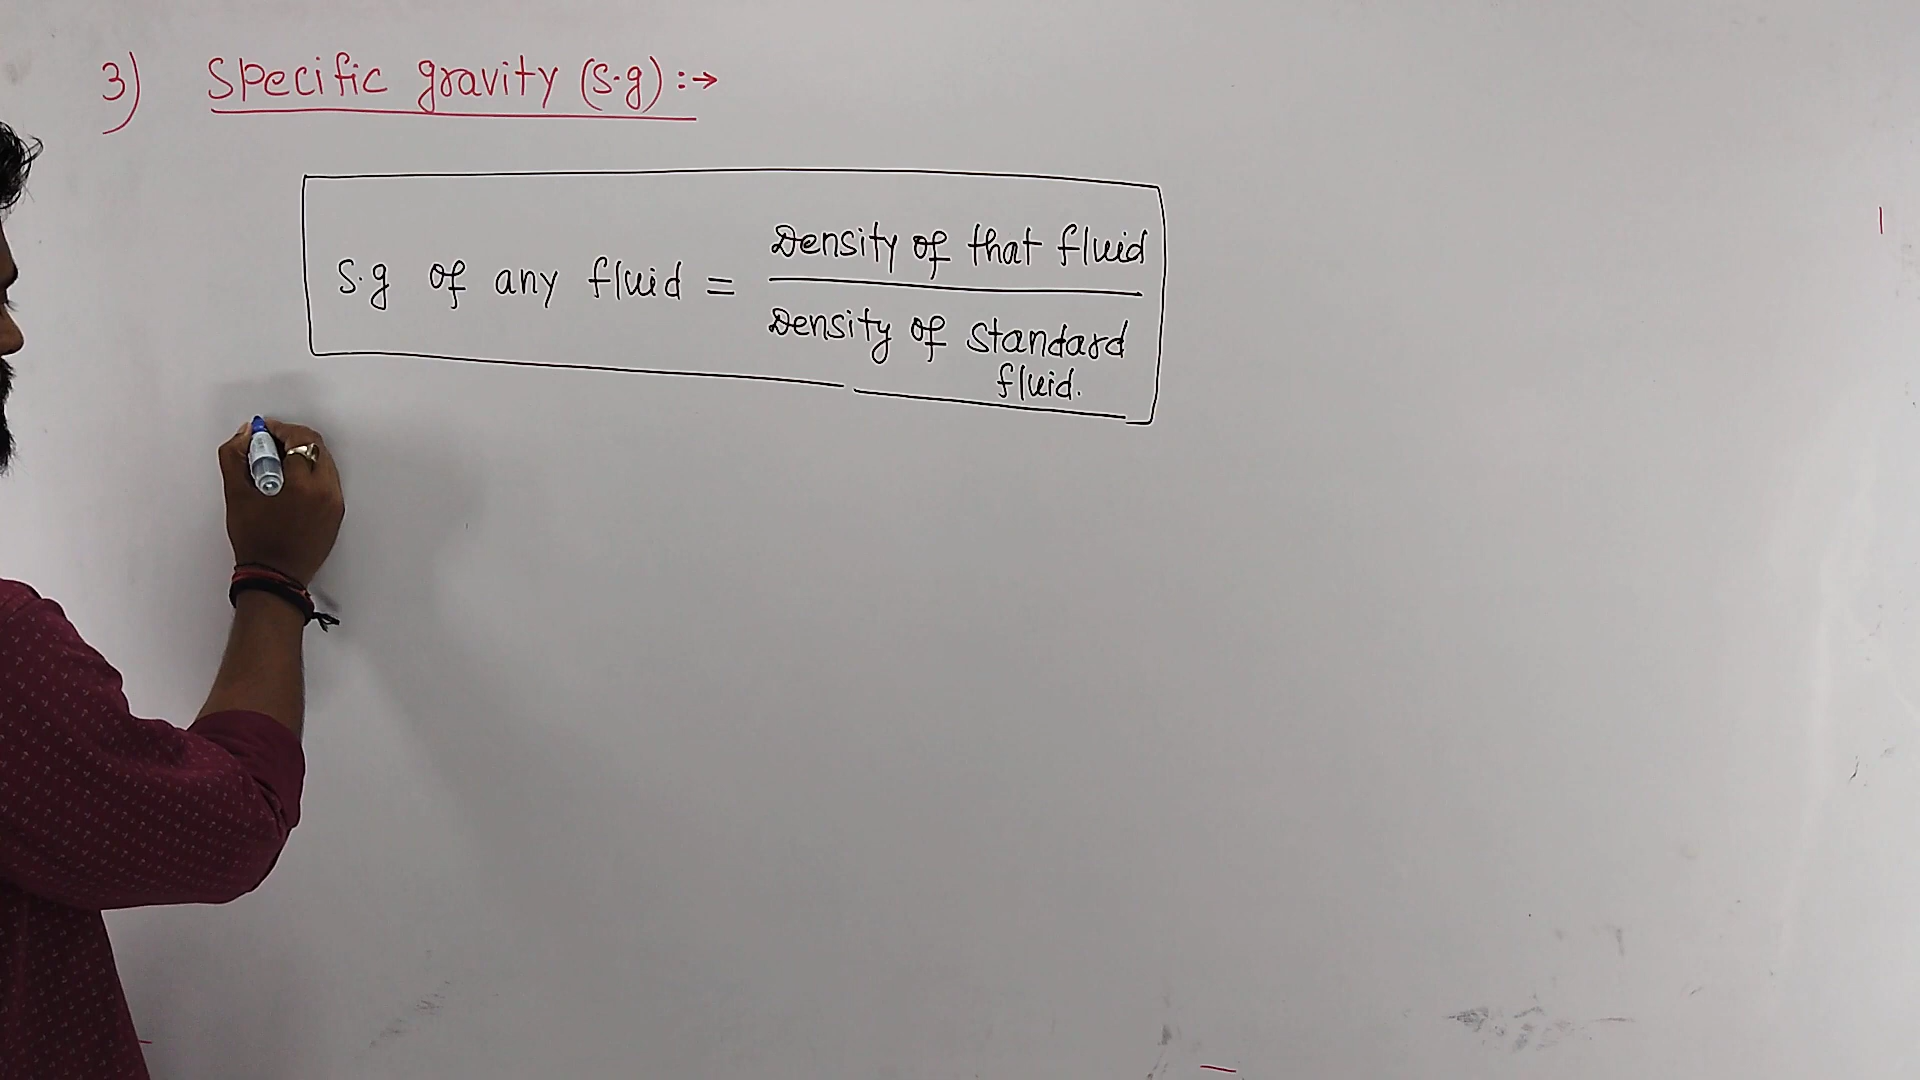 3) Specific gravity (S.g) :→
S.g of any fluid = Density of that fluid
Density of standard
fluid.